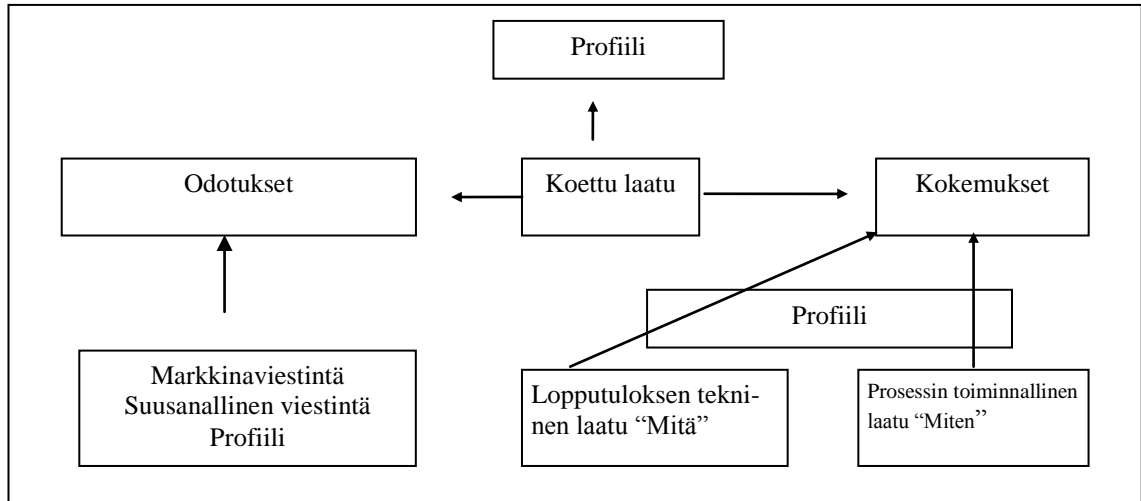 Profiili
Odotukset
Koettu laatu
Kokemukset
Profiili
Markkinaviestintä
Suusanallinen viestintä
Profiili
Lopputuloksen tekni-
nen laatu “Mitä”
Prosessin toiminnallinen
laatu “Miten”